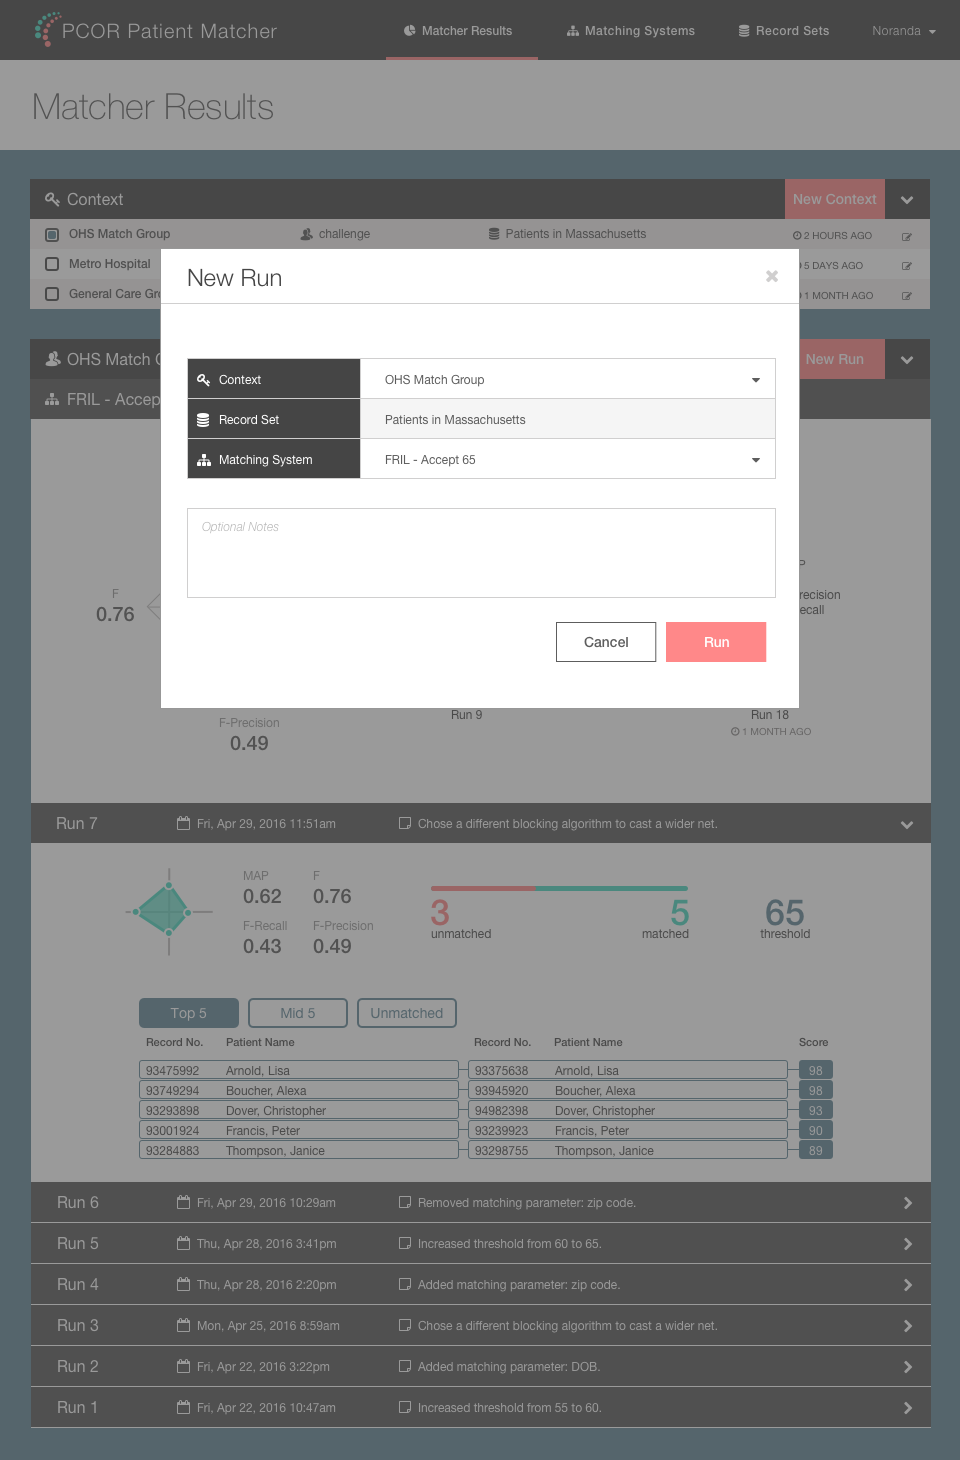 PCOR Patient Matcher
Matcher Results
Matching Systems
Record Sets
Noranda
Matcher Results
Context
New Context
OHS Match Group
challenge
Patients in Massachusetts
2 HOURS AGO
Metro Hospital
5 DAYS AGO
General Care
1 MONTH AGO
New Run
OHS Match
New Run
FRIL - Accep
Context
OHS Match Group
Record Set
Patients in Massachusetts
Matching System
FRIL - Accept 65
Optional Notes
Cancel
Run
F
0.76
recision
ecall
F-Precision
0.49
Run 9
Run 18
1 MONTH AGO
Run 7
Fri, Apr 29, 2016 11:51am
Chose a different blocking algorithm to cast a wider net.
MAP
0.62
F
0.76
F-Recall
0.43
F-Precision
0.49
3
unmatched
5
matched
65
threshold
Top 5
Mid 5
Unmatched
Record No. Patient Name Record No. Patient Name Score
93475992 Arnold, Lisa 93375638 Arnold, Lisa 98
93749294 Boucher, Alexa 93945920 Boucher, Alexa 98
93293898 Dover, Christopher 94982398 Dover, Christopher 93
93001924 Francis, Peter 93239923 Francis, Peter 90
93284883 Thompson, Janice 93298755 Thompson, Janice 89
Run 6 Fri, Apr 29, 2016 10:29am Removed matching parameter: zip code.
Run 5 Thu, Apr 28, 2016 3:41pm Increased threshold from 60 to 65.
Run 4 Thu, Apr 28, 2016 2:20pm Added matching parameter: zip code.
Run 3 Mon, Apr 25, 2016 8:59am Chose a different blocking algorithm to cast a wider net.
Run 2 Fri, Apr 22, 2016 3:22pm Added matching parameter: DOB.
Run 1 Fri, Apr 22, 2016 10:47am Increased threshold from 55 to 60.